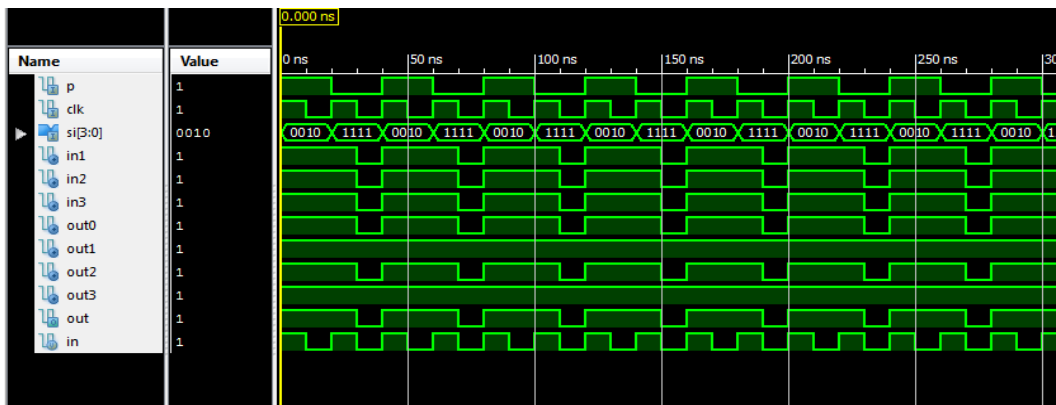 0.000 ns
Name Value 0 ns 50 ns 100 ns 150 ns 200 ns 250 ns 30
p 1
clk 1
si[3:0] 0010 0010 1111 0010 1111 0010 1111 0010 1111 0010 1111 0010 1111 0010 1111 0010 1
in1 1
in2 1
in3 1
out0 1
out1 1
out2 1
out3 1
out 1
in 1